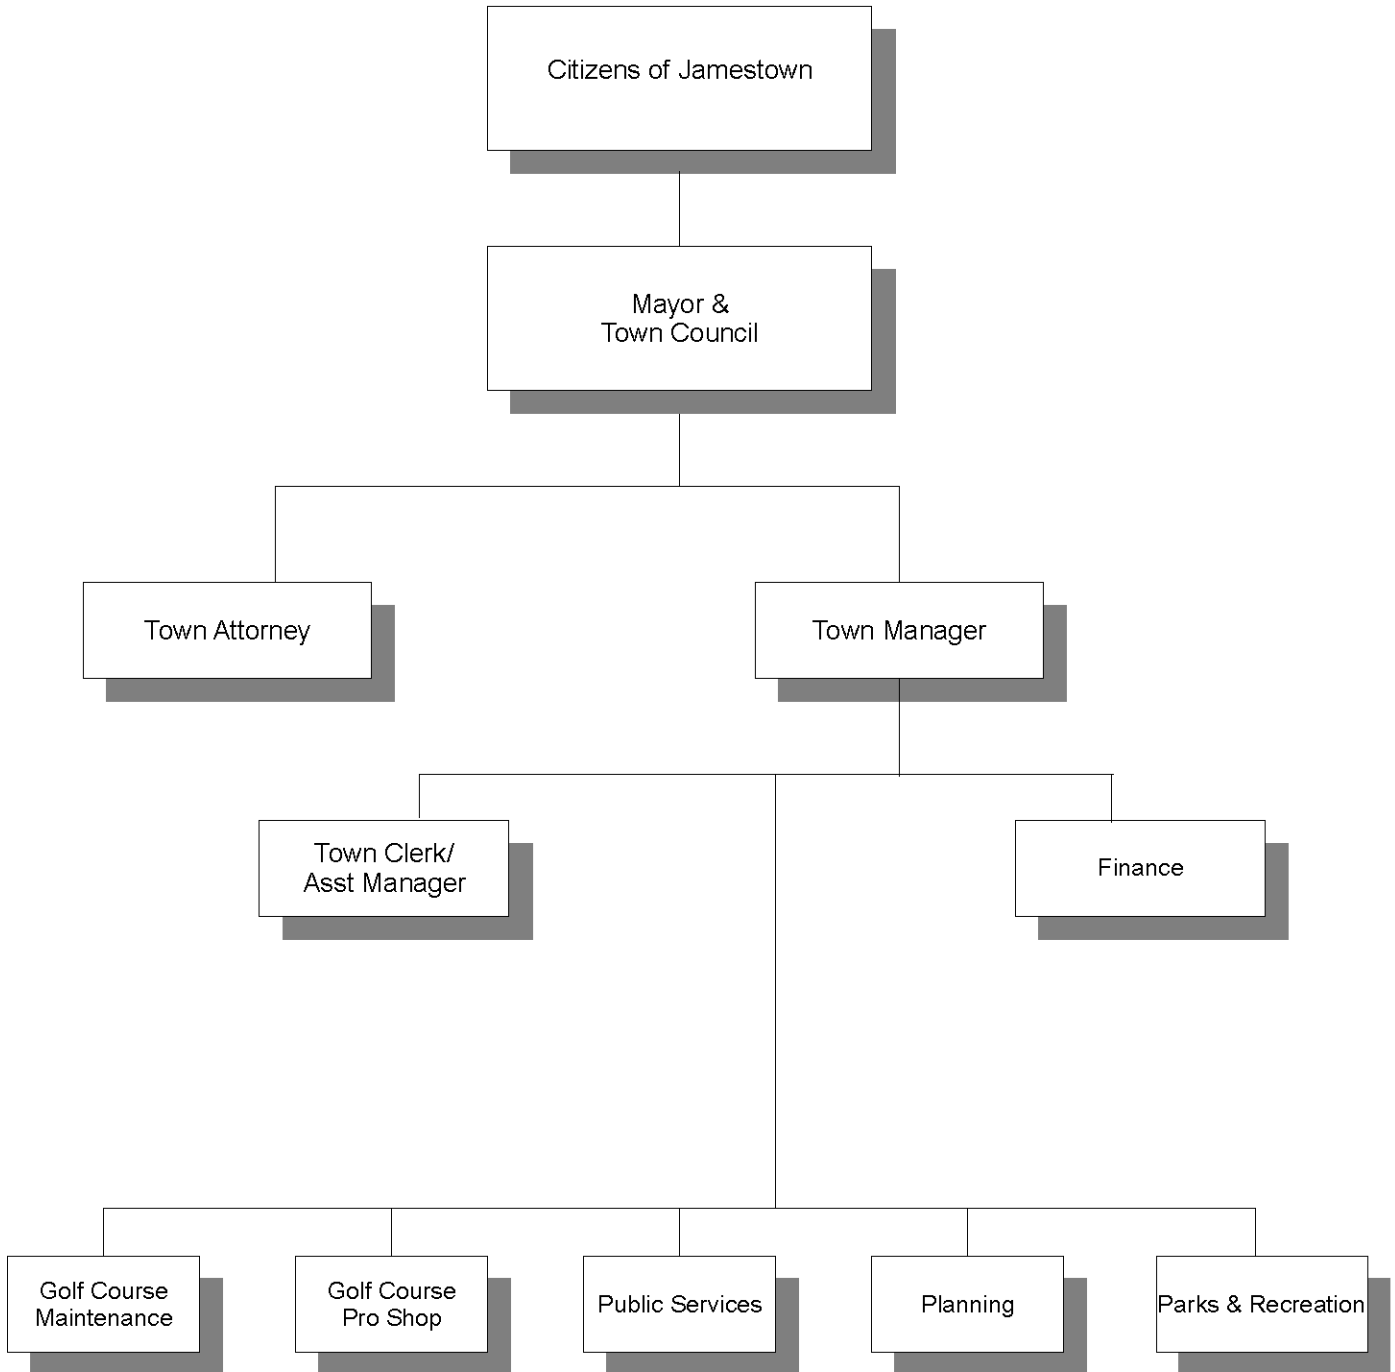 Citizens of Jamestown
Mayor &
Town Council
Town Attorney
Town Manager
Town Clerk/
Asst Manager
Finance
Golf Course
Maintenance
Golf Course
Pro Shop
Public Services
Planning
Parks & Recreation